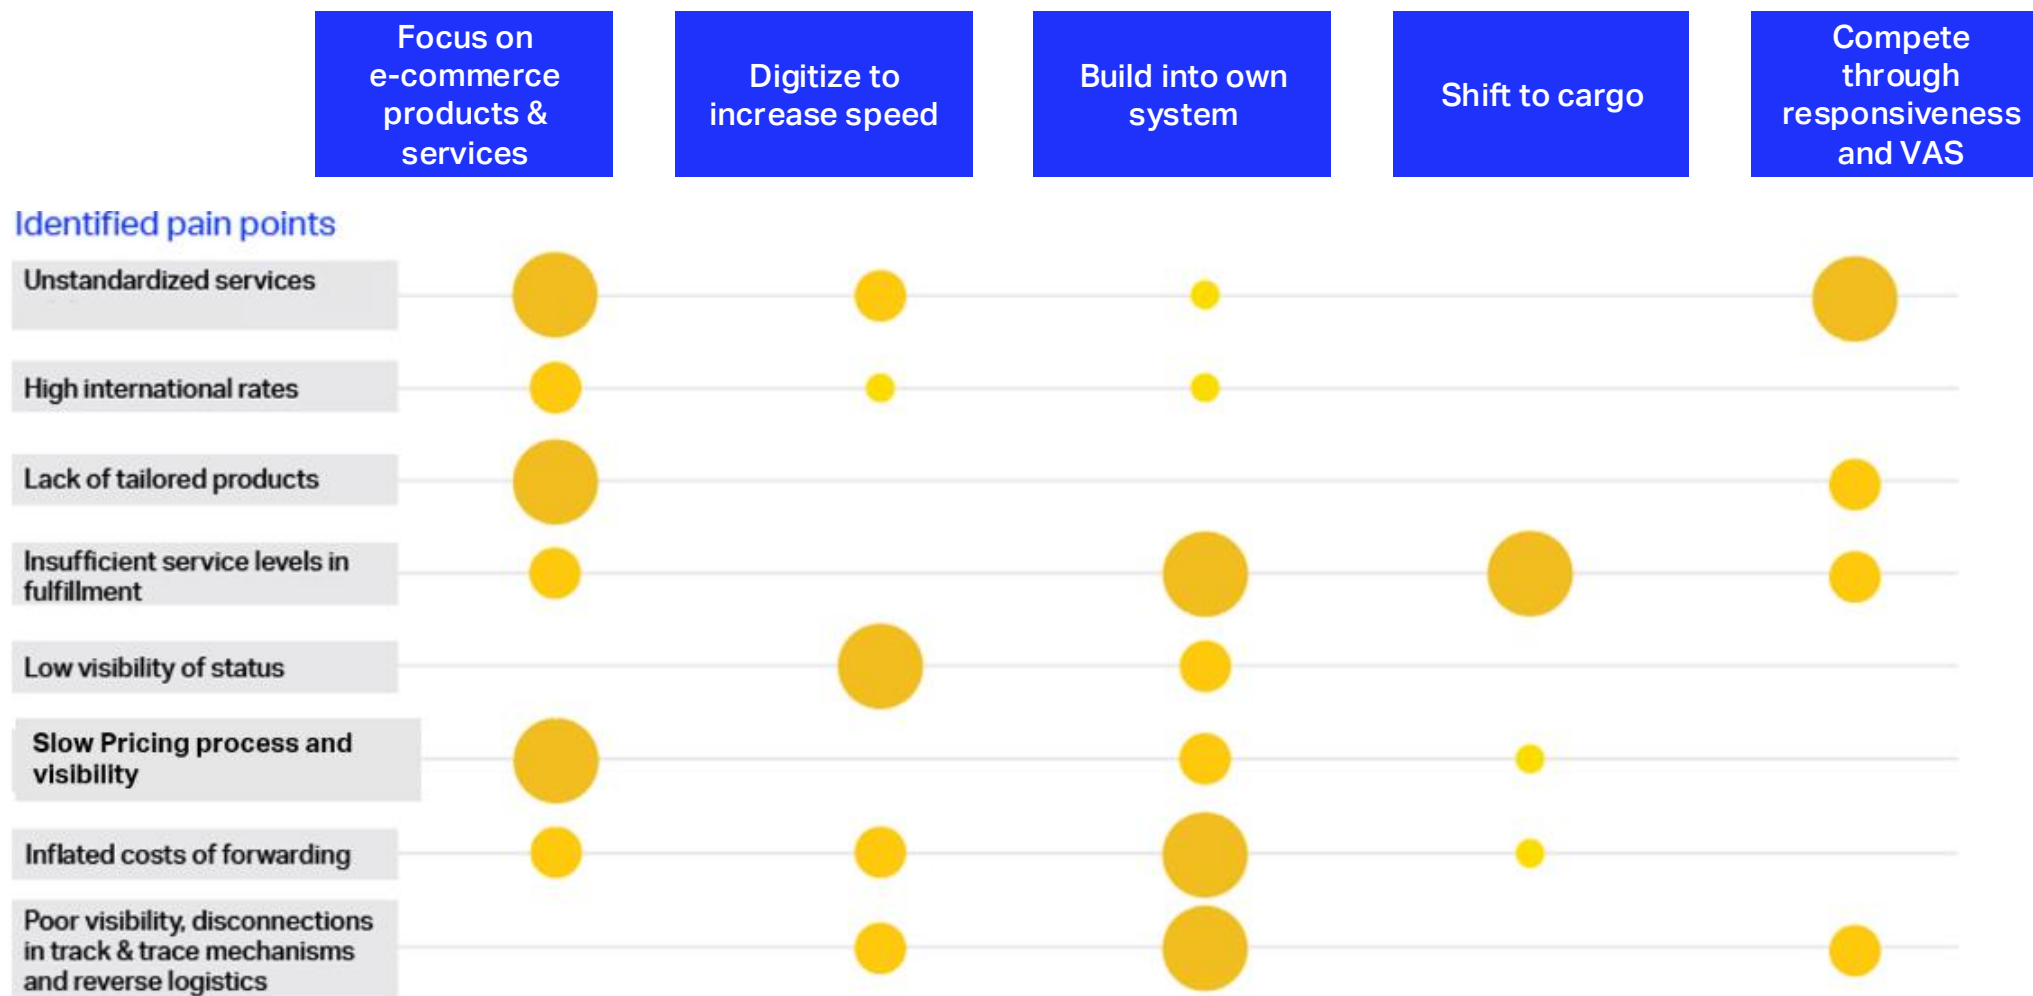 Focus on
e-commerce
products &
services
Digitize to
increase speed
Build into own
system
Shift to cargo
Compete
through
responsiveness
and VAS
Identified pain points
Unstandardized services
High international rates
Lack of tailored products
Insufficient service levels in
fulfillment
Low visibility of status
Slow Pricing process and
visibility
Inflated costs of forwarding
Poor visibility, disconnections
in track & trace mechanisms
and reverse logistics